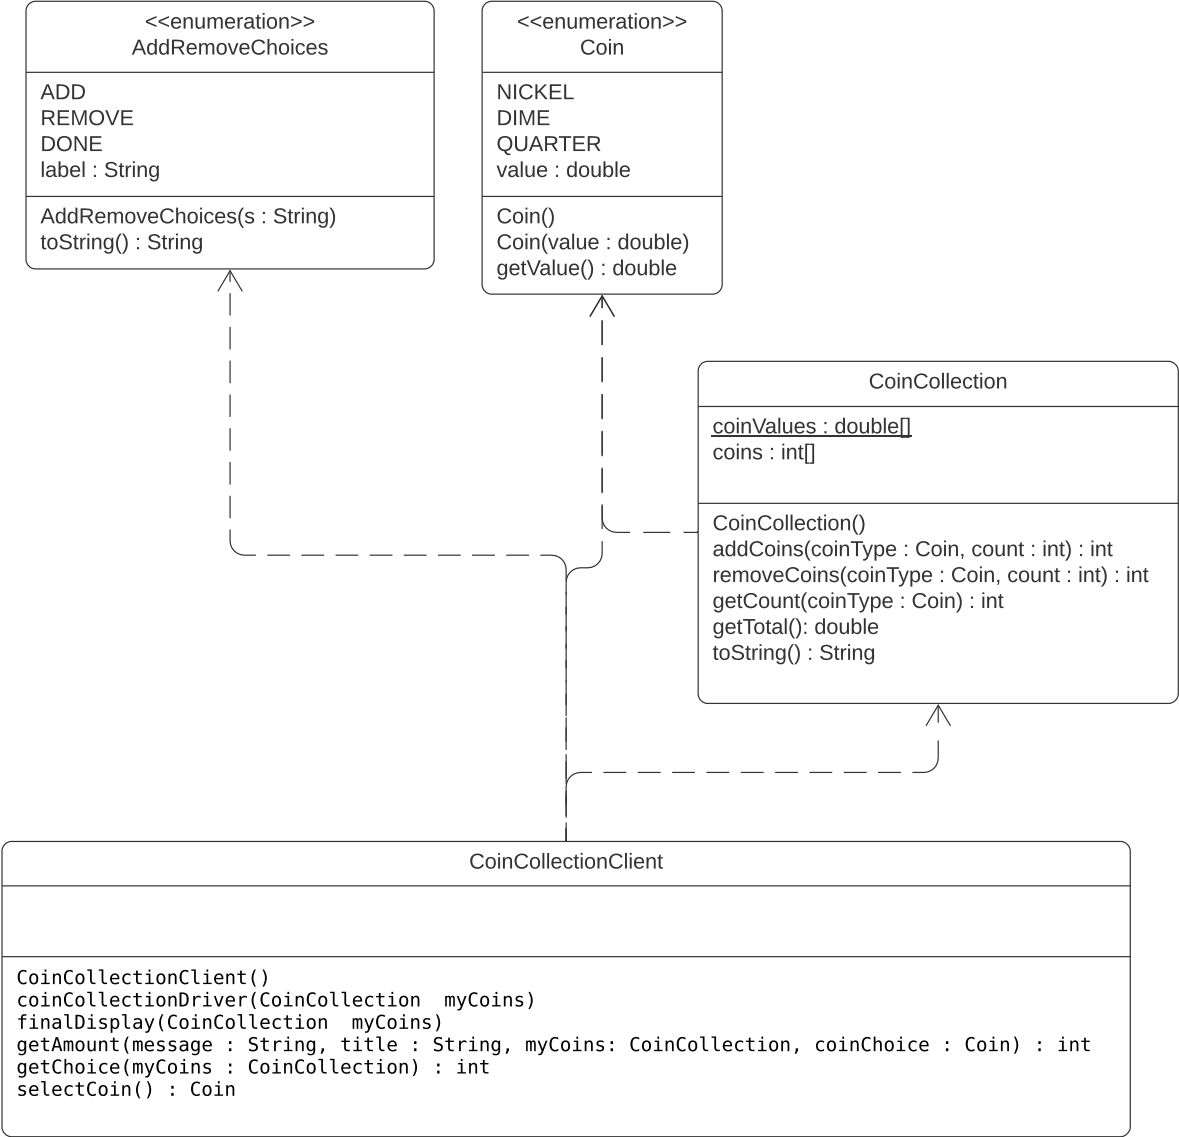 <<enumeration>>
AddRemoveChoices
ADD
REMOVE
DONE
label : String
AddRemoveChoices(s : String)
toString() : String
<<enumeration>>
Coin
NICKEL
DIME
QUARTER
value : double
Coin()
Coin(value : double)
getValue() : double
CoinCollection
coinValues : double[]
coins : int[]
CoinCollection()
addCoins(coinType : Coin, count : int) : int
removeCoins(coinType : Coin, count : int) : int
getCount(coinType : Coin) : int
getTotal(): double
toString() : String
CoinCollectionClient
CoinCollectionClient()
coinCollectionDriver(CoinCollection  myCoins)
finalDisplay(CoinCollection  myCoins)
getAmount(message : String, title : String, myCoins: CoinCollection, coinChoice : Coin) : int
getChoice(myCoins : CoinCollection) : int
selectCoin() : Coin